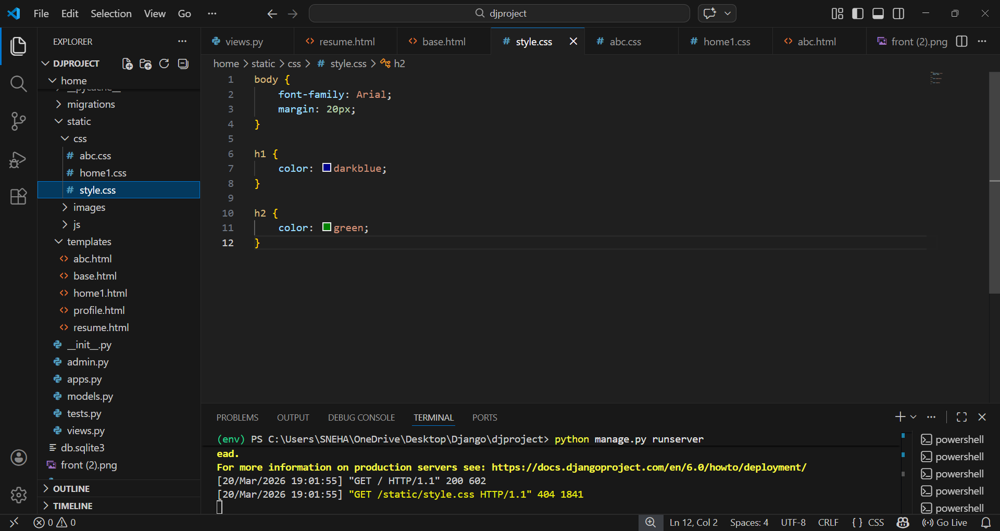 File Edit Selection View Go ··· djproject
EXPLORER ···
DJPROJECT
home
__pycache__
migrations
static
css
# abc.css
# home1.css
# style.css
images
js
templates
<> abc.html
<> base.html
<> home1.html
<> profile.html
<> resume.html
__init__.py
admin.py
apps.py
models.py
tests.py
views.py
db.sqlite3
front (2).png
OUTLINE
TIMELINE
views.py <> resume.html <> base.html # style.css # abc.css # home1.css <> abc.html front (2).png ···
home > static > css > # style.css > h2
1 body {
2 font-family: Arial;
3 margin: 20px;
4 }
5
6 h1 {
7 color: darkblue;
8 }
9
10 h2 {
11 color: green;
12 }
PROBLEMS OUTPUT DEBUG CONSOLE TERMINAL PORTS
(env) PS C:\Users\SNEHA\OneDrive\Desktop\Django\djproject> python manage.py runserver
ead.
For more information on production servers see: https://docs.djangoproject.com/en/6.0/howto/deployment/
[20/Mar/2026 19:01:55] "GET / HTTP/1.1" 200 602
[20/Mar/2026 19:01:55] "GET /static/style.css HTTP/1.1" 404 1841
powershell
powershell
powershell
powershell
powershell
0 0 Ln 12, Col 2 Spaces: 4 UTF-8 CRLF { } CSS Go Live